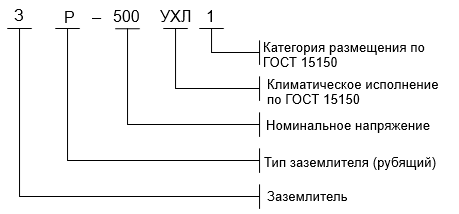 З Р – 500 УХЛ 1
Категория размещения по
ГОСТ 15150
Климатическое исполнение
по ГОСТ 15150
Номинальное напряжение
Тип заземлителя (рубящий)
Заземлитель